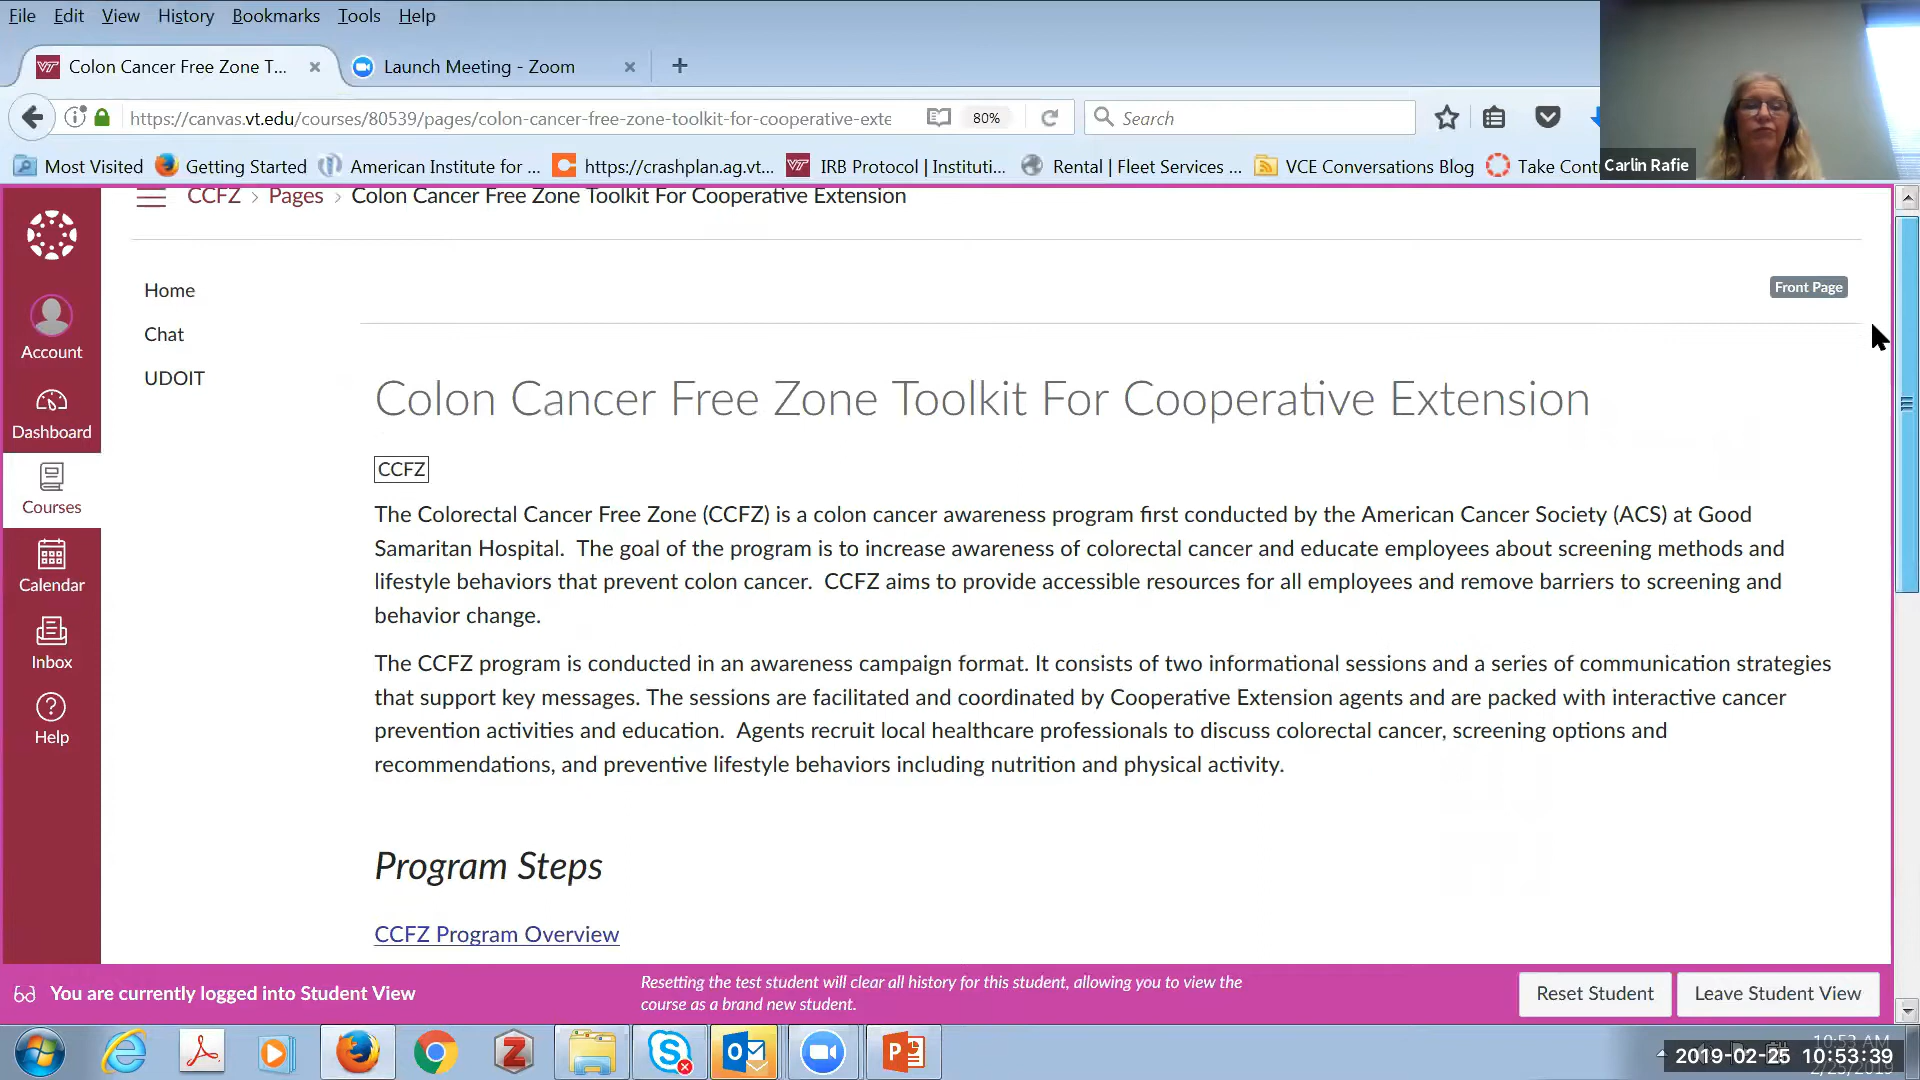 File Edit View History Bookmarks Tools Help
Colon Cancer Free Zone T... Launch Meeting - Zoom
https://canvas.vt.edu/courses/80539/pages/colon-cancer-free-zone-toolkit-for-cooperative-exte 80% Search
Most Visited Getting Started American Institute for ... https://crashplan.ag.vt... IRB Protocol | Instituti... Rental | Fleet Services ... VCE Conversations Blog Take Cont
Carlin Rafie
CCFZ > Pages > Colon Cancer Free Zone Toolkit For Cooperative Extension
Account
Dashboard
Courses
Calendar
Inbox
Help
Home
Chat
UDOIT
Front Page
Colon Cancer Free Zone Toolkit For Cooperative Extension
CCFZ
The Colorectal Cancer Free Zone (CCFZ) is a colon cancer awareness program first conducted by the American Cancer Society (ACS) at Good
Samaritan Hospital.  The goal of the program is to increase awareness of colorectal cancer and educate employees about screening methods and
lifestyle behaviors that prevent colon cancer.  CCFZ aims to provide accessible resources for all employees and remove barriers to screening and
behavior change.
The CCFZ program is conducted in an awareness campaign format. It consists of two informational sessions and a series of communication strategies
that support key messages. The sessions are facilitated and coordinated by Cooperative Extension agents and are packed with interactive cancer
prevention activities and education.  Agents recruit local healthcare professionals to discuss colorectal cancer, screening options and
recommendations, and preventive lifestyle behaviors including nutrition and physical activity.
Program Steps
CCFZ Program Overview
You are currently logged into Student View
Resetting the test student will clear all history for this student, allowing you to view the
course as a brand new student.
Reset Student
Leave Student View
10:53 AM
2019-02-25 10:53:39
2/25/2019